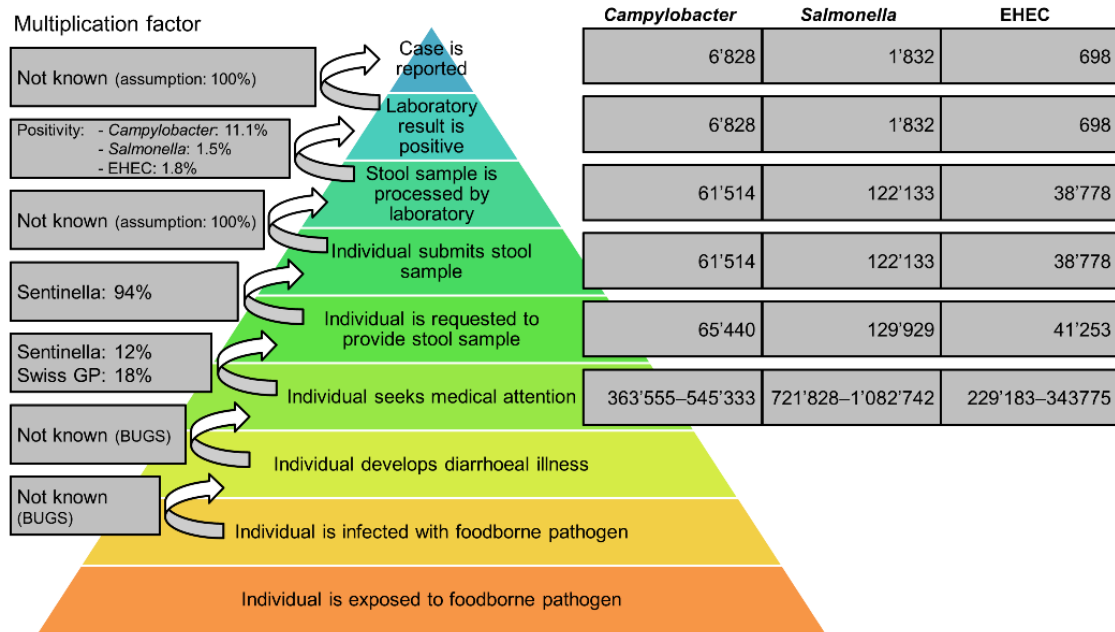 Multiplication factor
Campylobacter Salmonella EHEC
Not known (assumption: 100%)
Case is
reported
6’828 1’832 698
Positivity: - Campylobacter: 11.1%
- Salmonella: 1.5%
- EHEC: 1.8%
Laboratory
result is
positive
6’828 1’832 698
Not known (assumption: 100%)
Stool sample is
processed by
laboratory
61’514 122’133 38’778
Sentinella: 94%
Individual submits stool
sample
61’514 122’133 38’778
Sentinella: 12%
Swiss GP: 18%
Individual is requested to
provide stool sample
65’440 129’929 41’253
Not known (BUGS)
Individual seeks medical attention
363’555–545’333 721’828–1’082’742 229’183–343775
Not known
(BUGS)
Individual develops diarrhoeal illness
Individual is infected with foodborne pathogen
Individual is exposed to foodborne pathogen